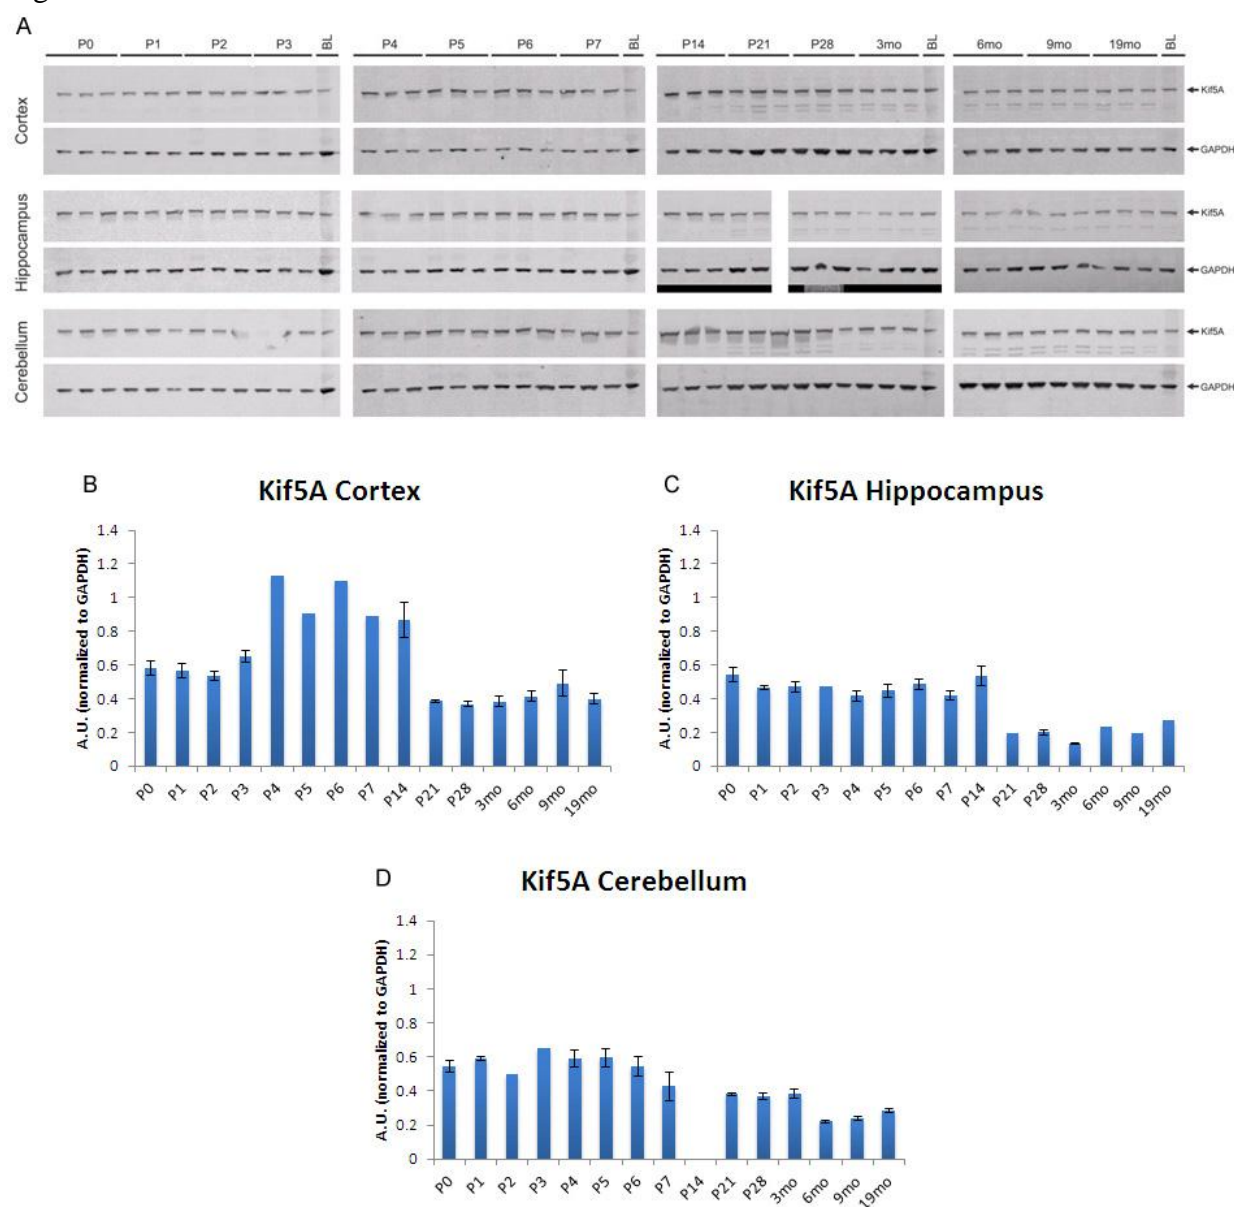 A
P0 P1 P2 P3 BL P4 P5 P6 P7 BL P14 P21 P28 3mo BL 6mo 9mo 19mo BL
Cortex
Kif5A
GAPDH
Hippocampus
Kif5A
GAPDH
Cerebellum
Kif5A
GAPDH
B
Kif5A Cortex
A.U. (normalized to GAPDH)
1.4
1.2
1
0.8
0.6
0.4
0.2
0
P0 P1 P2 P3 P4 P5 P6 P7 P14 P21 P28 3mo 6mo 9mo 19mo
C
Kif5A Hippocampus
A.U. (normalized to GAPDH)
1.4
1.2
1
0.8
0.6
0.4
0.2
0
P0 P1 P2 P3 P4 P5 P6 P7 P14 P21 P28 3mo 6mo 9mo 19mo
D
Kif5A Cerebellum
A.U. (normalized to GAPDH)
1.4
1.2
1
0.8
0.6
0.4
0.2
0
P0 P1 P2 P3 P4 P5 P6 P7 P14 P21 P28 3mo 6mo 9mo 19mo